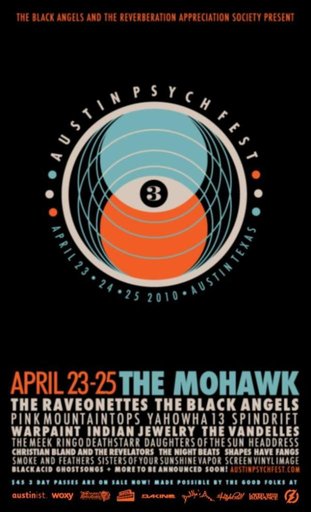 THE BLACK ANGELS AND THE REVERBERATION APPRECIATION SOCIETY PRESENT
AUSTIN PSYCH FEST
3
APRIL 23•24•25 2010•AUSTIN TEXAS
APRIL 23-25 THE MOHAWK
THE RAVEONETTES THE BLACK ANGELS
PINK MOUNTAINTOPS YAHOWHA 13 SPINDRIFT
WARPAINT INDIAN JEWELRY THE VANDELLES
THE MEEK RINGO DEATHSTARR DAUGHTERS OF THE SUN HEADDRESS
CHRISTIAN BLAND AND THE REVELATORS THE NIGHT BEATS SHAPES HAVE FANGS
SMOKE AND FEATHERS SISTERS OF YOUR SUNSHINE VAPOR SCREEN VINYL IMAGE
BLACK ACID GHOST SONGS + MORE TO BE ANNOUNCED SOON! AUSTINPSYCHFEST.COM
$45 3 DAY PASSES ARE ON SALE NOW! MADE POSSIBLE BY THE GOOD FOLKS AT
austinist. woxy DAKINE